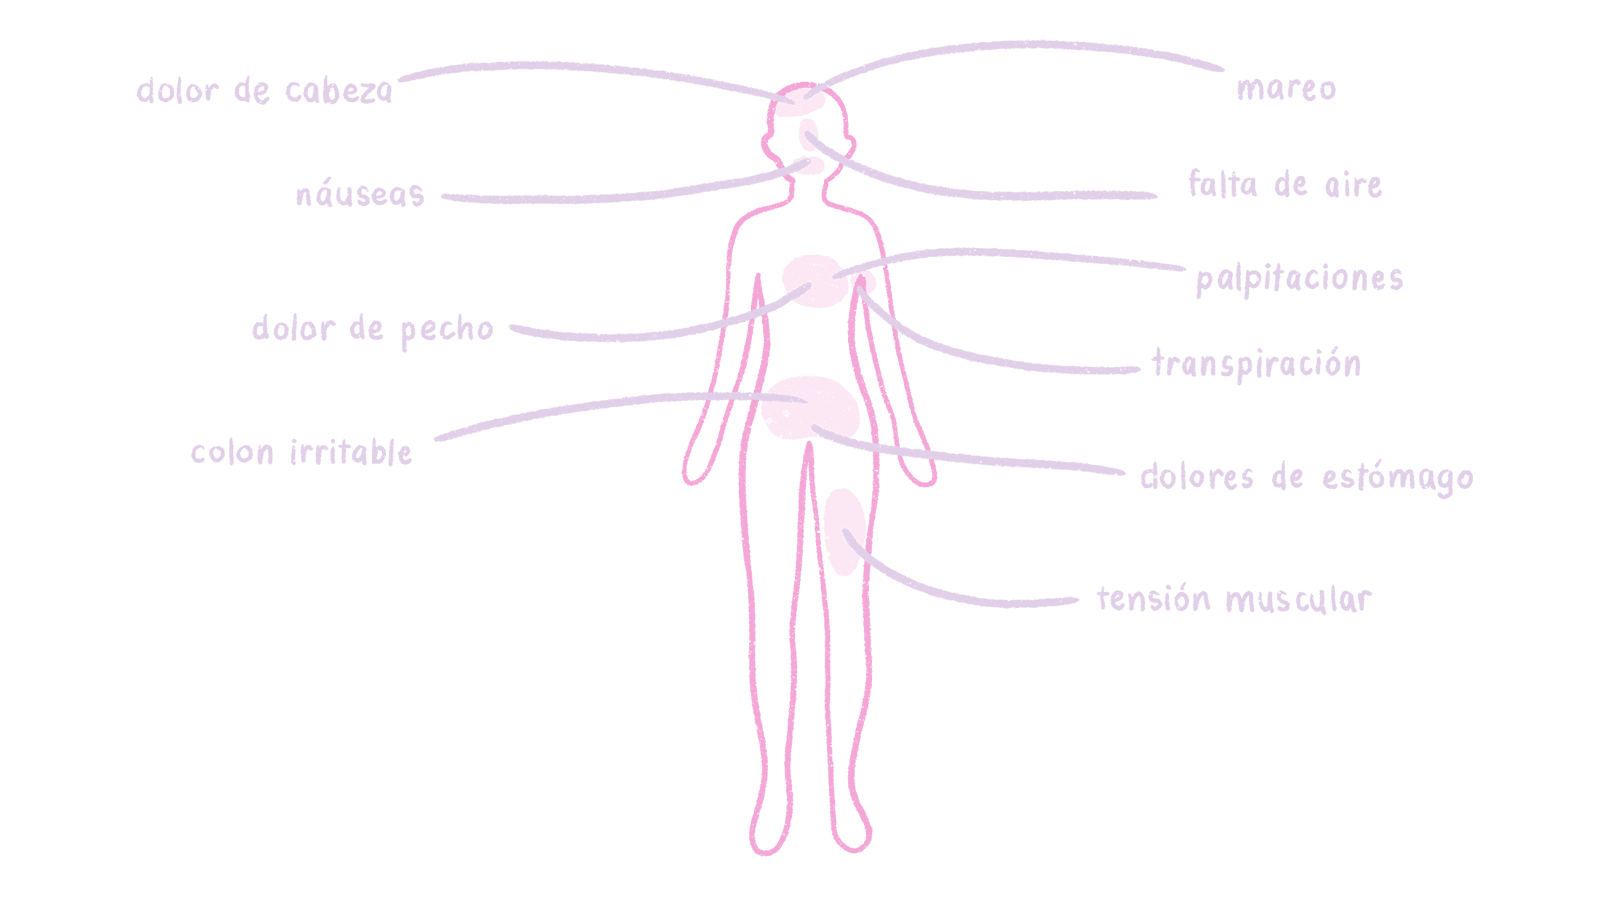 dolor de cabeza
mareo
náuseas
falta de aire
palpitaciones
dolor de pecho
transpiración
colon irritable
dolores de estómago
tensión muscular